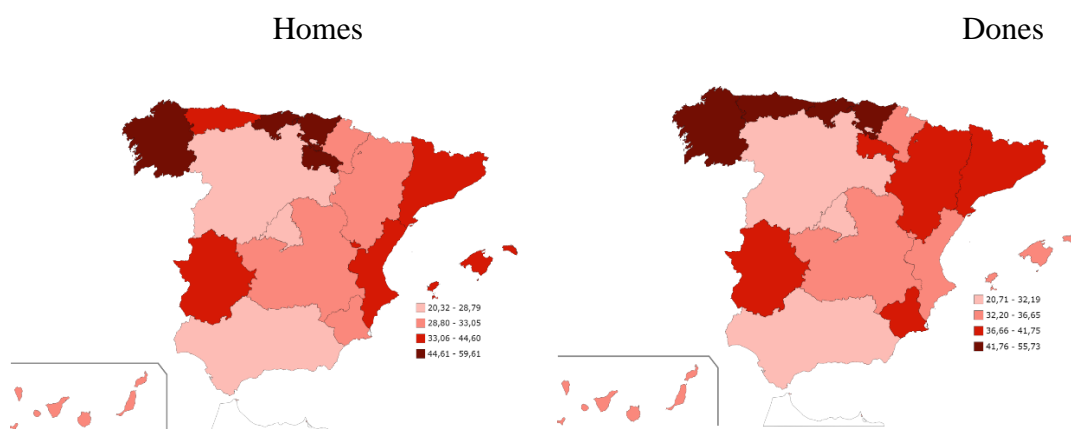 Homes
20,32 - 28,79
28,80 - 33,05
33,06 - 44,60
44,61 - 59,61
Dones
20,71 - 32,19
32,20 - 36,65
36,66 - 41,75
41,76 - 55,73